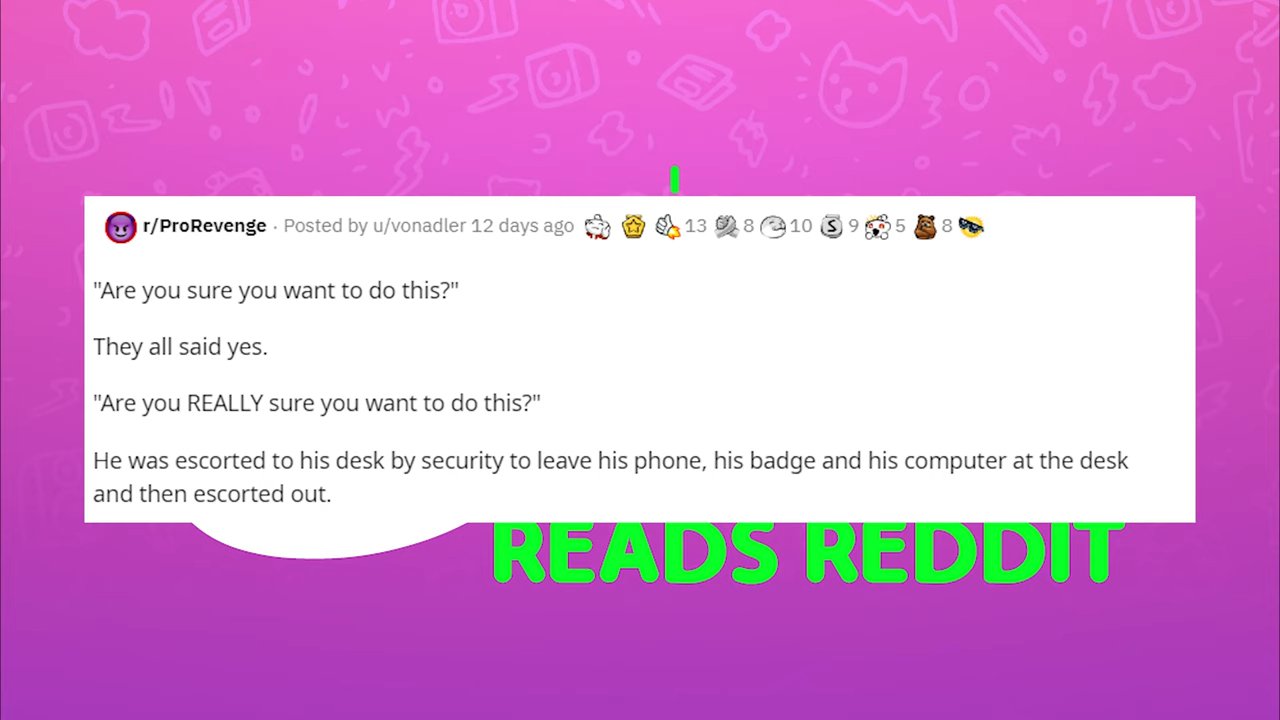 r/ProRevenge · Posted by u/vonadler 12 days ago 13 8 10 S 9 5 8
"Are you sure you want to do this?"
They all said yes.
"Are you REALLY sure you want to do this?"
He was escorted to his desk by security to leave his phone, his badge and his computer at the desk
and then escorted out.
READS REDDIT